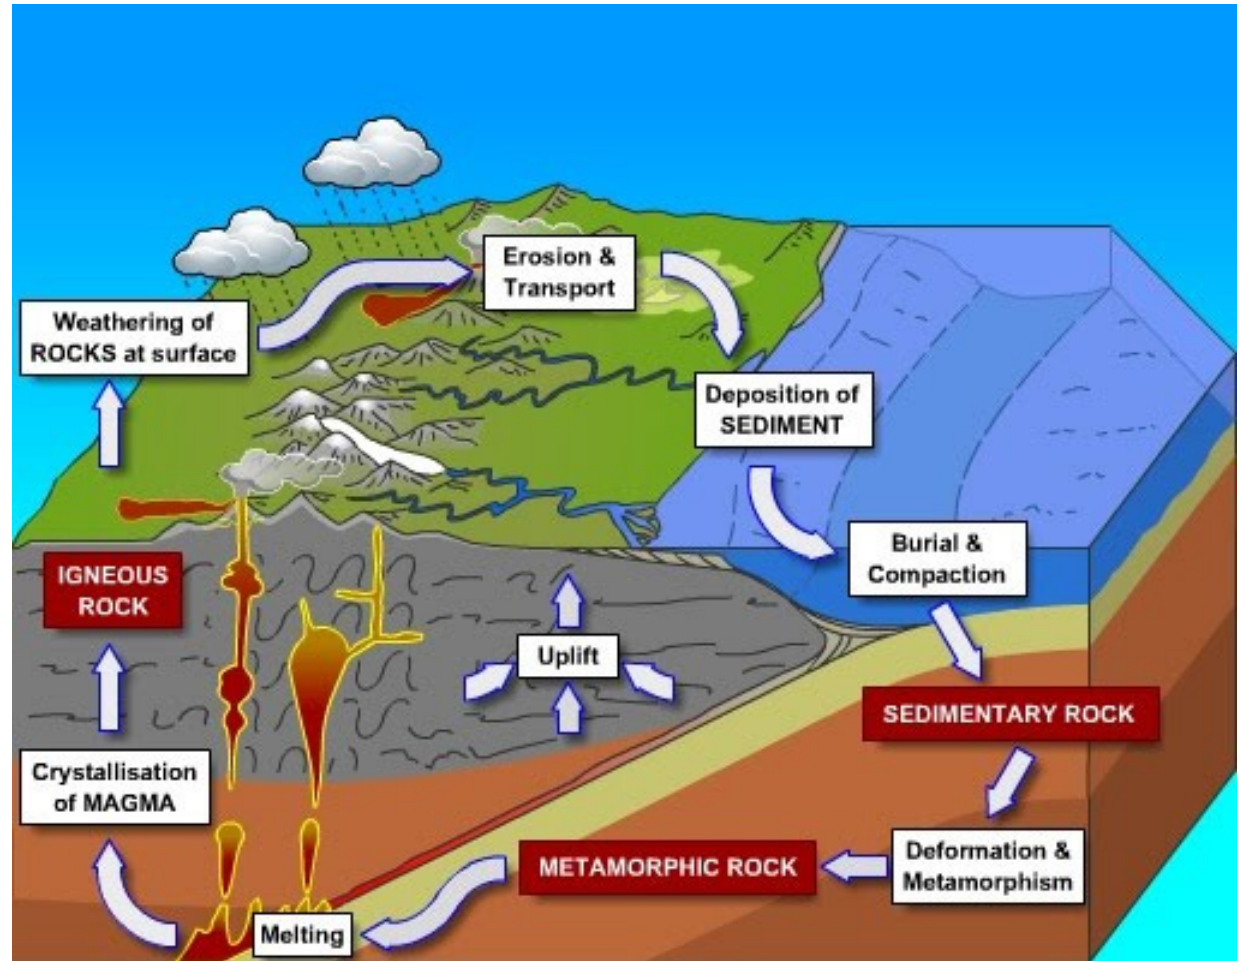 Erosion &
Transport
Weathering of
ROCKS at surface
Deposition of
SEDIMENT
Burial &
Compaction
IGNEOUS
ROCK
Uplift
SEDIMENTARY ROCK
Crystallisation
of MAGMA
Deformation &
Metamorphism
METAMORPHIC ROCK
Melting